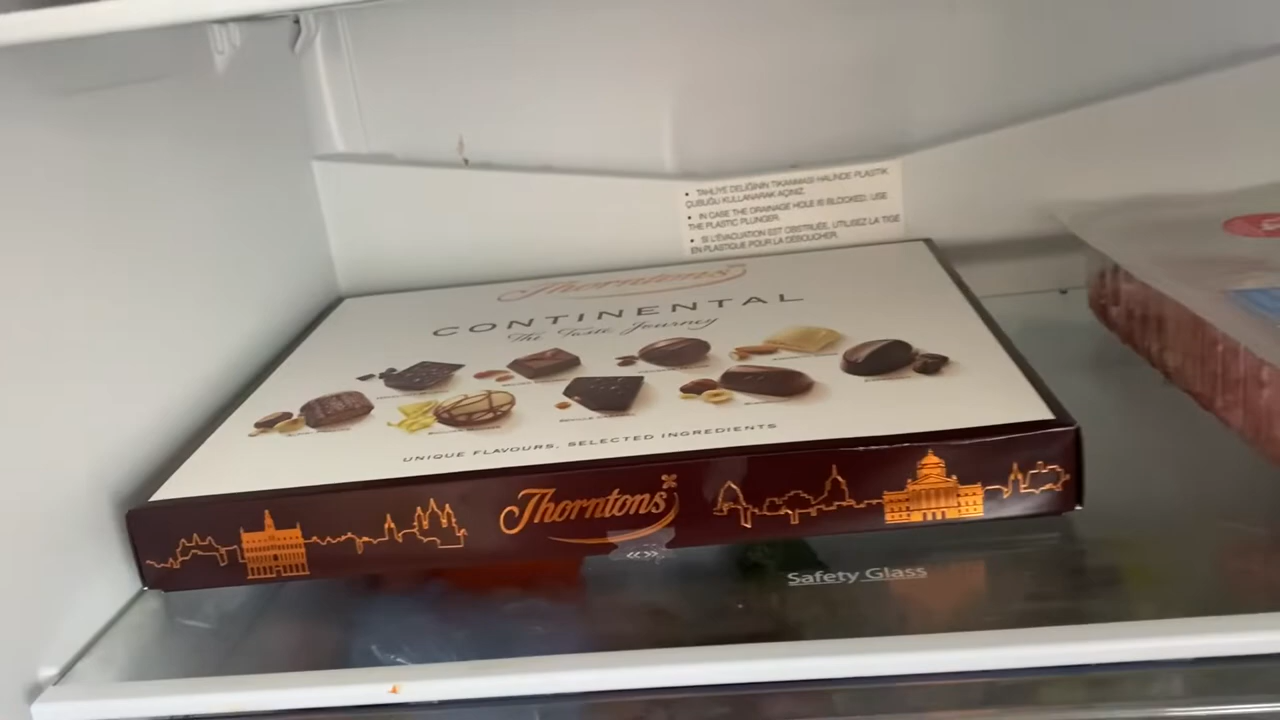 • TAHLİYE DELİĞİNİN TIKANMASI HALİNDE PLASTİK
ÇUBUĞU KULLANARAK AÇINIZ.
• IN CASE THE DRAINAGE HOLE IS BLOCKED, USE
THE PLASTIC PLUNGER.
• SI L'ÉVACUATION EST OBSTRUÉE, UTILISEZ LA TIGE
EN PLASTIQUE POUR LA DÉBOUCHER.
Thorntons
CONTINENTAL
The Taste Journey
UNIQUE FLAVOURS, SELECTED INGREDIENTS
Thorntons
Safety Glass